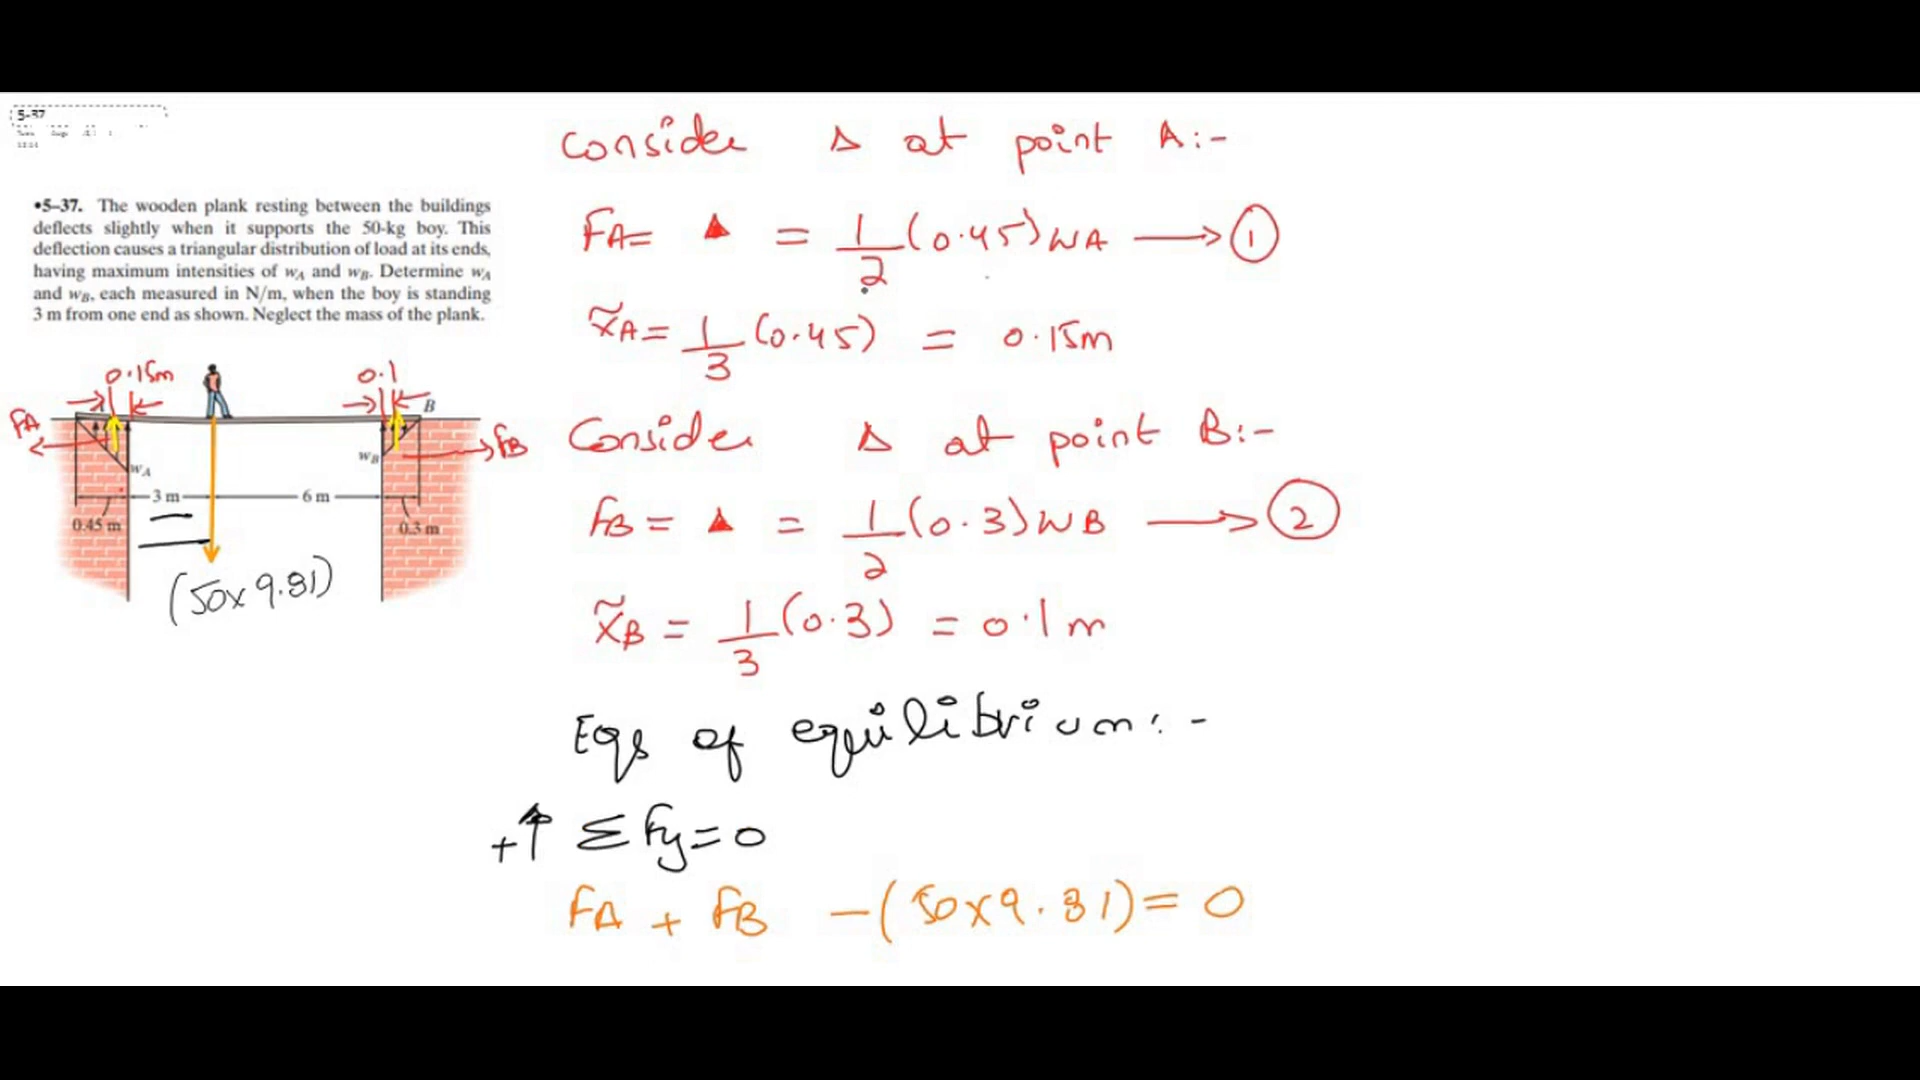 5-37
•5–37. The wooden plank resting between the buildings
deflects slightly when it supports the 50-kg boy. This
deflection causes a triangular distribution of load at its ends,
having maximum intensities of wA and wB. Determine wA
and wB, each measured in N/m, when the boy is standing
3 m from one end as shown. Neglect the mass of the plank.
0.15m
0.1
FA
B
FB
wA
wB
3 m
6 m
0.45 m
0.3 m
(50x9.81)
Consider Δ at point A:-
FA= ▲ = 1/2 (0.45)WA → ①
x̃A= 1/3 (0.45) = 0.15m
Consider Δ at point B:-
FB = ▲ = 1/2 (0.3)WB → ②
x̃B = 1/3 (0.3) = 0.1m
Eqs of equilibrium:-
+↑ ΣFy=0
FA + FB -(50x9.81)= 0